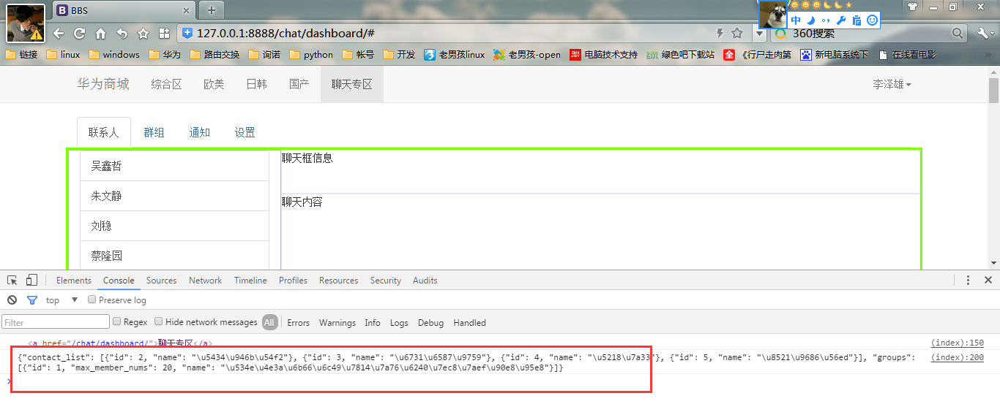 BBS
127.0.0.1:8888/chat/dashboard/#
中
360搜索
链接 linux windows 华为 路由交换 询诺 python 帐号 开发 老男孩linux 老男孩-open 电脑技术支持 绿色吧下载站 《行尸走肉第 新电脑系统下 在线看电影
华为商城 综合区 欧美 日韩 国产 聊天专区 李泽雄
联系人 群组 通知 设置
吴鑫哲
聊天框信息
朱文静
聊天内容
刘稳
蔡隆园
Elements Console Sources Network Timeline Profiles Resources Security Audits
top Preserve log
Filter Regex Hide network messages All Errors Warnings Info Logs Debug Handled
<a href="/chat/dashboard/">聊天专区</a> (index):150
{"contact_list": [{"id": 2, "name": "\u5434\u946b\u54f2"}, {"id": 3, "name": "\u6731\u6587\u9759"}, {"id": 4, "name": "\u5218\u7a33"}, {"id": 5, "name": "\u8521\u9686\u56ed"}], "groups": (index):200
[{"id": 1, "max_member_nums": 20, "name": "\u534e\u4e3a\u6b66\u6c49\u7814\u7a76\u6240\u7ec8\u7aef\u90e8\u95e8"}]}